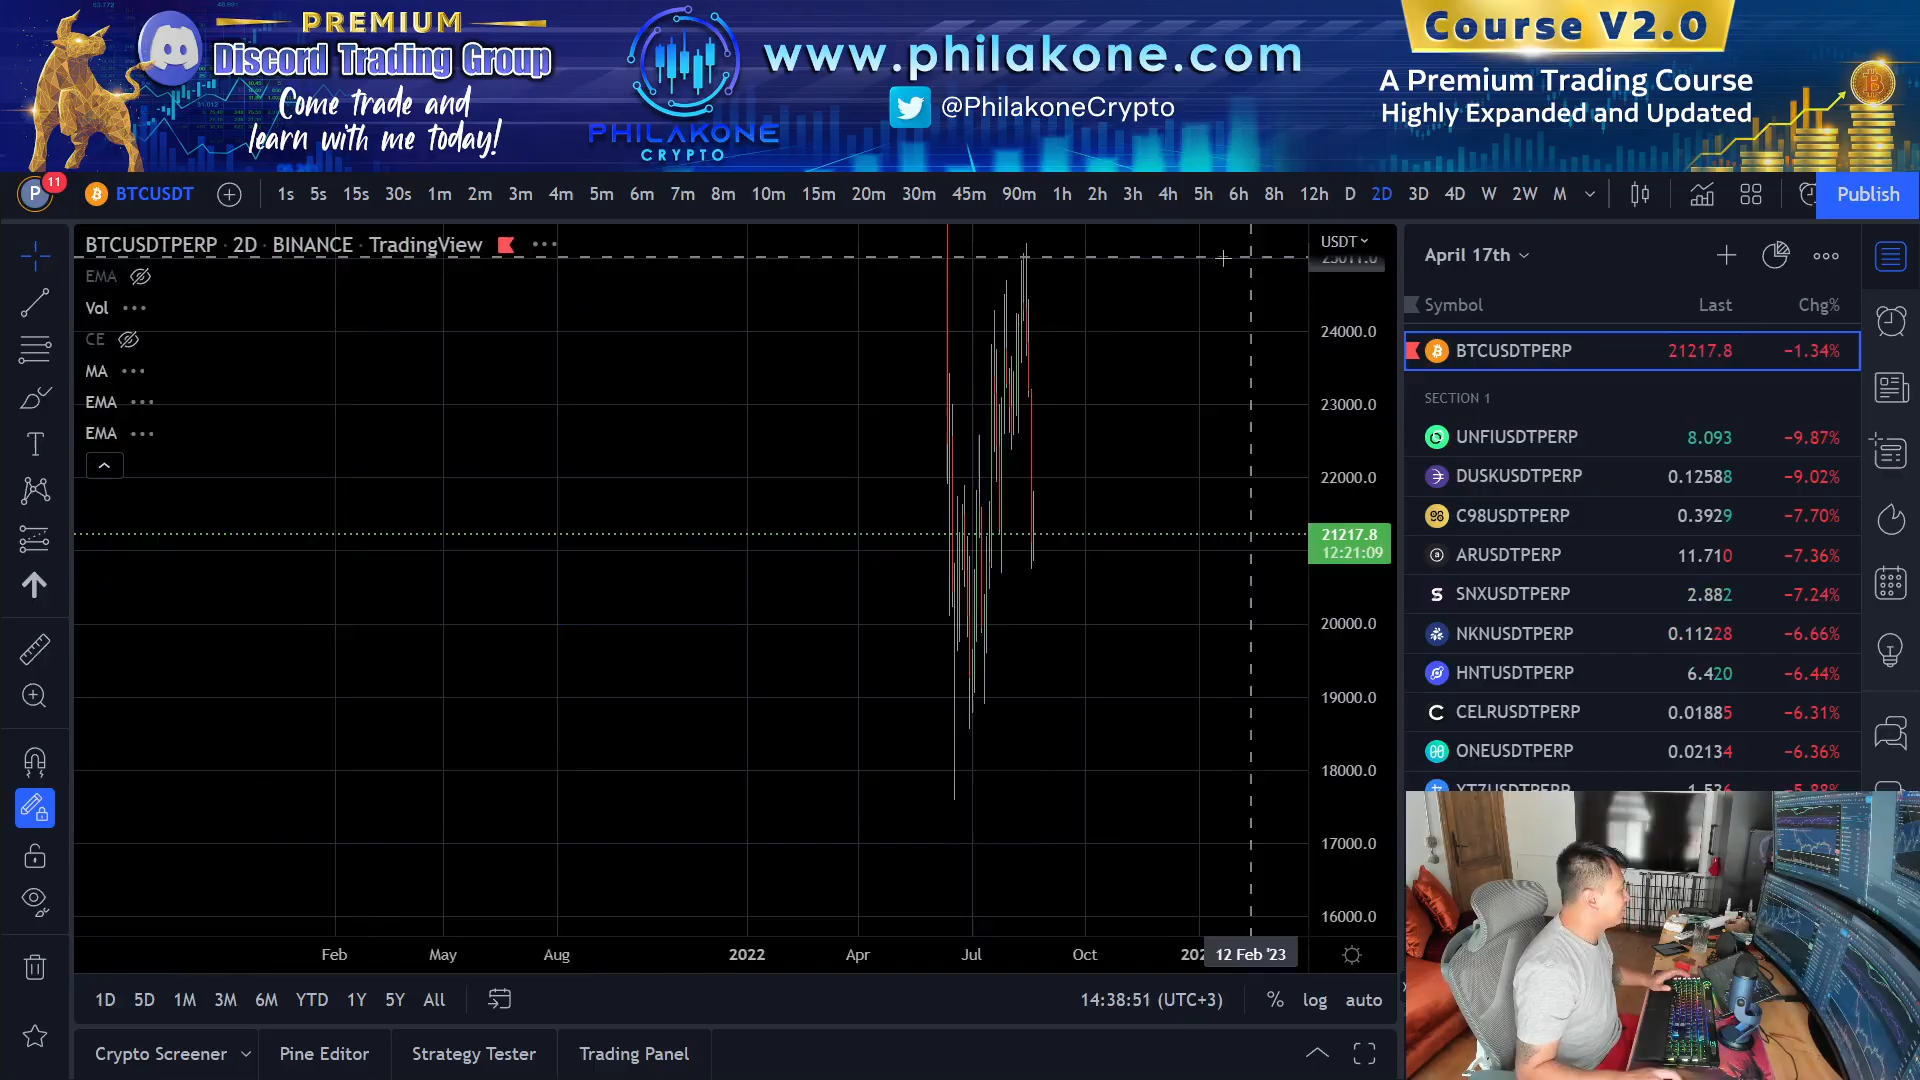 PREMIUM
Discord Trading Group
Come trade and
learn with me today!
PHILAKONE
CRYPTO
www.philakone.com
@PhilakoneCrypto
Course V2.0
A Premium Trading Course
Highly Expanded and Updated
P 11 BTCUSDT 1s 5s 15s 30s 1m 2m 3m 4m 5m 6m 7m 8m 10m 15m 20m 30m 45m 90m 1h 2h 3h 4h 5h 6h 8h 12h D 2D 3D 4D W 2W M Publish
BTCUSDTPERP · 2D · BINANCE · TradingView
EMA
Vol
CE
MA
EMA
EMA
USDT
25011.0
24000.0
23000.0
22000.0
21217.8
12:21:09
20000.0
19000.0
18000.0
17000.0
16000.0
Feb May Aug 2022 Apr Jul Oct 12 Feb '23
1D 5D 1M 3M 6M YTD 1Y 5Y All 14:38:51 (UTC+3) % log auto
Crypto Screener Pine Editor Strategy Tester Trading Panel
April 17th
Symbol Last Chg%
BTCUSDTPERP 21217.8 −1.34%
SECTION 1
UNFIUSDTPERP 8.093 −9.87%
DUSKUSDTPERP 0.12588 −9.02%
C98USDTPERP 0.3929 −7.70%
ARUSDTPERP 11.710 −7.36%
SNXUSDTPERP 2.882 −7.24%
NKNUSDTPERP 0.11228 −6.66%
HNTUSDTPERP 6.420 −6.44%
CELRUSDTPERP 0.01885 −6.31%
ONEUSDTPERP 0.02134 −6.36%
XTZUSDTPERP 1.536 −5.88%